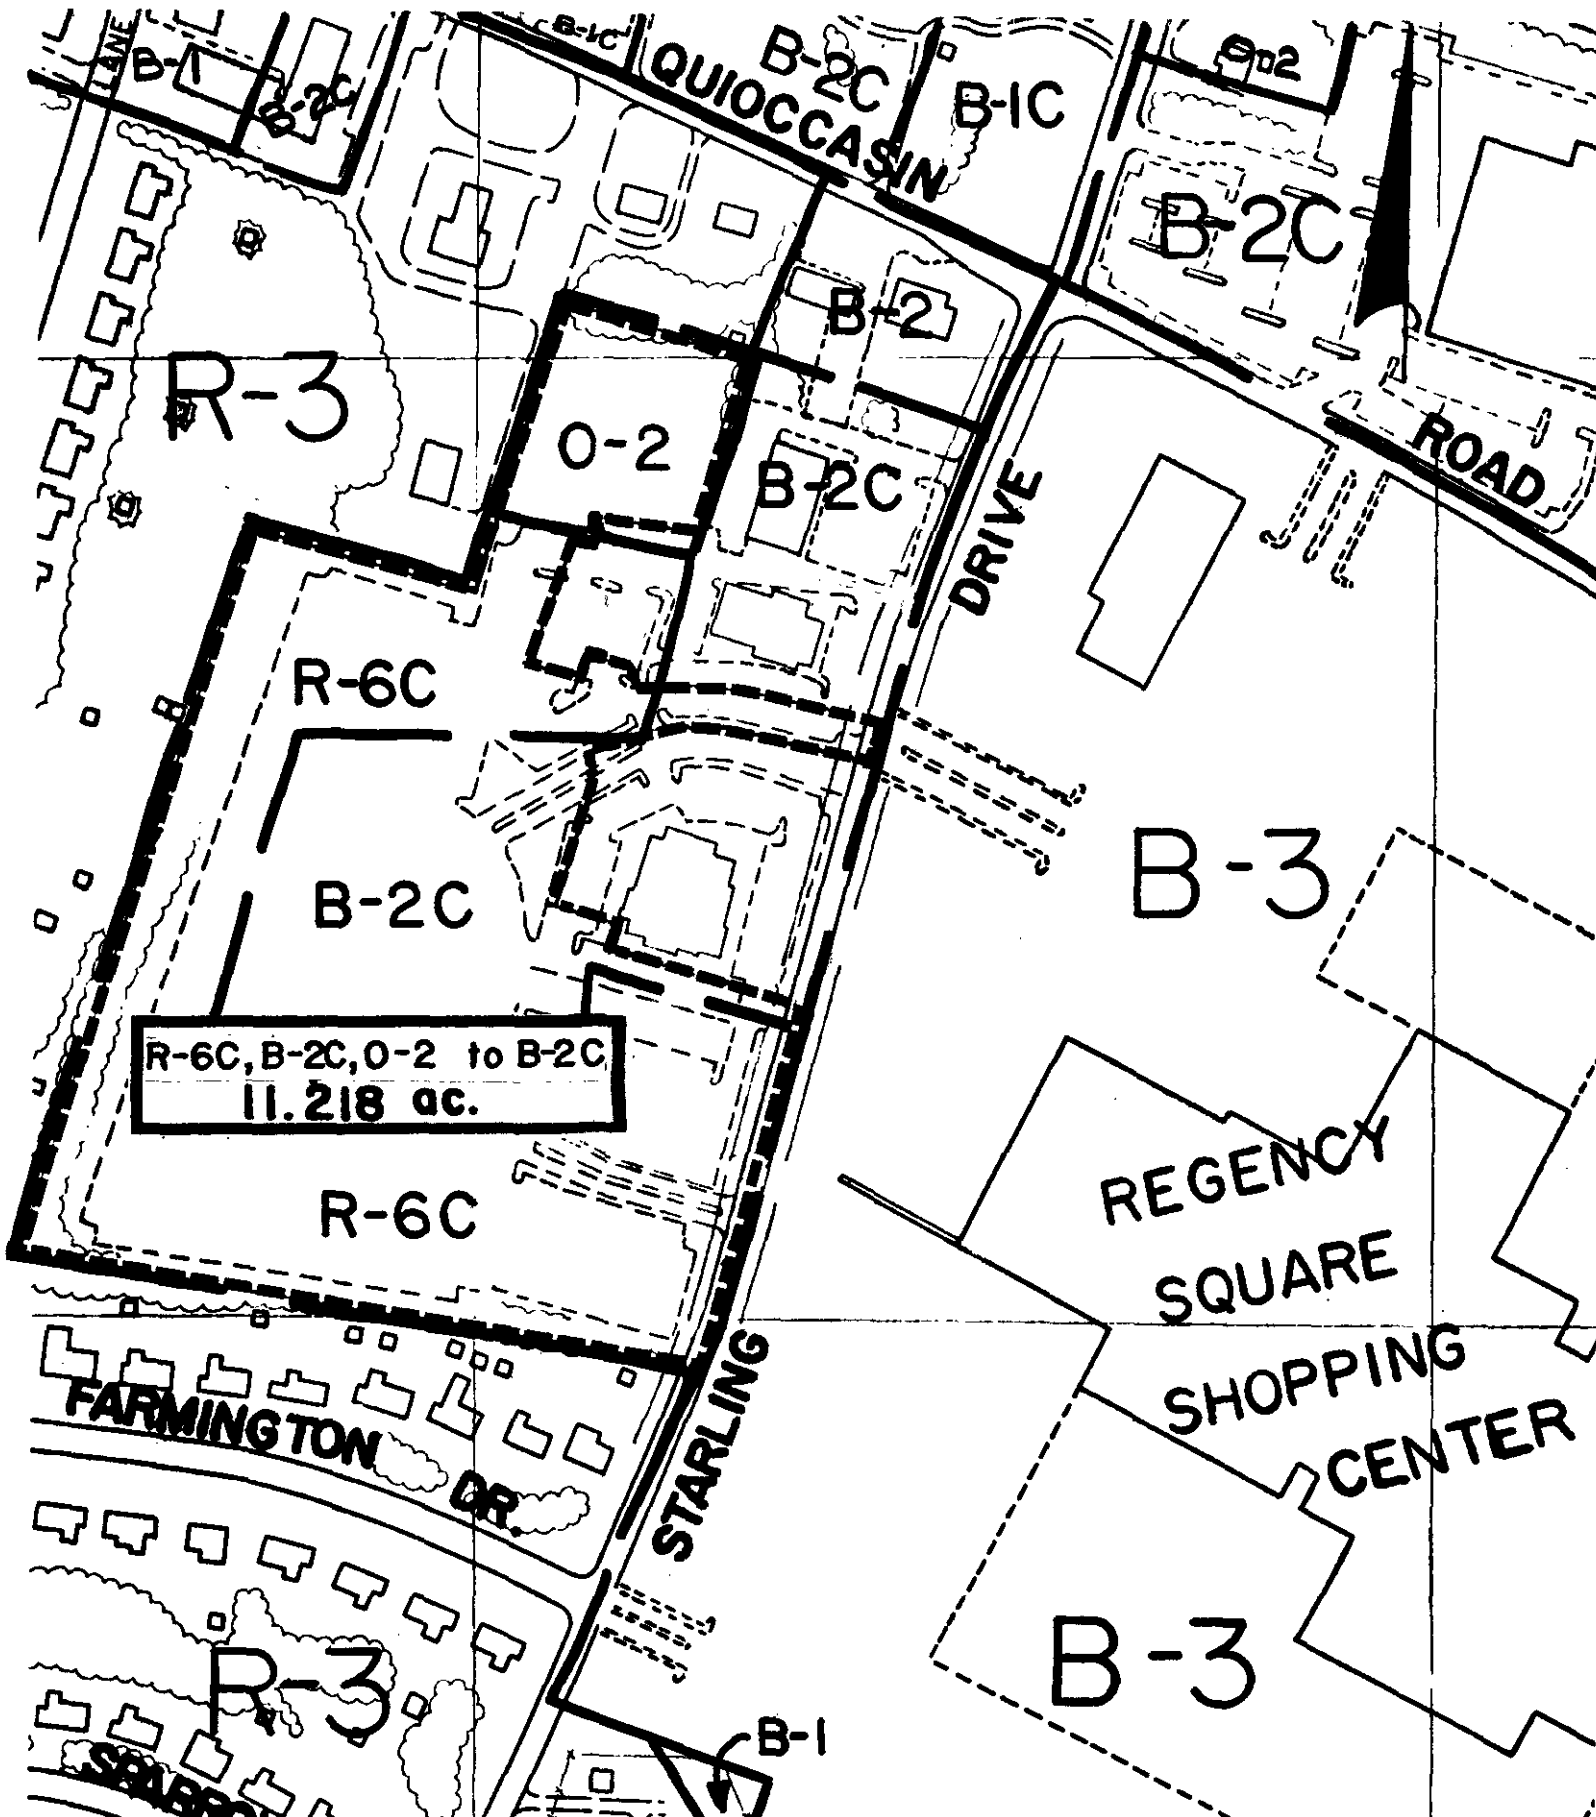 LANE
B-1
B-2C
B-1C
B-2C
B-1C
O-2
QUIOCCASIN
B-2C
B-2
R-3
O-2
B-2C
ROAD
DRIVE
R-6C
B-3
B-2C
R-6C, B-2C, O-2 to B-2C
11.218 ac.
R-6C
REGENCY
SQUARE
SHOPPING
CENTER
FARMINGTON
DR.
STARLING
B-3
R-3
B-1